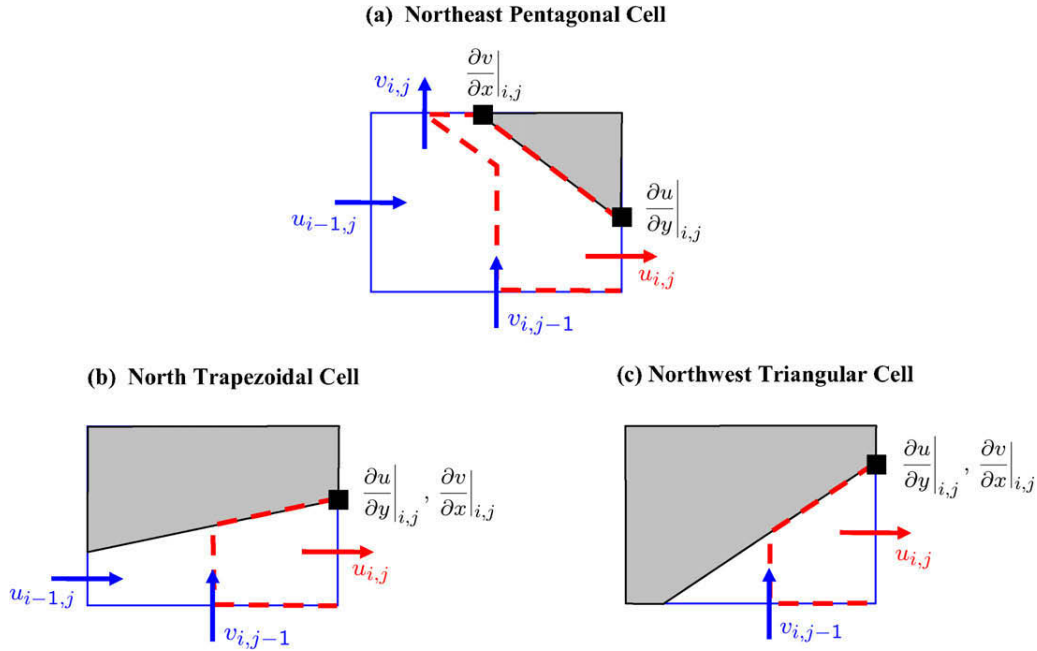 (a) Northeast Pentagonal Cell
v_{i,j}
∂v/∂x|_{i,j}
u_{i−1,j}
∂u/∂y|_{i,j}
u_{i,j}
v_{i,j−1}
(b) North Trapezoidal Cell
∂u/∂y|_{i,j}, ∂v/∂x|_{i,j}
u_{i,j}
u_{i−1,j}
v_{i,j−1}
(c) Northwest Triangular Cell
∂u/∂y|_{i,j}, ∂v/∂x|_{i,j}
u_{i,j}
v_{i,j−1}